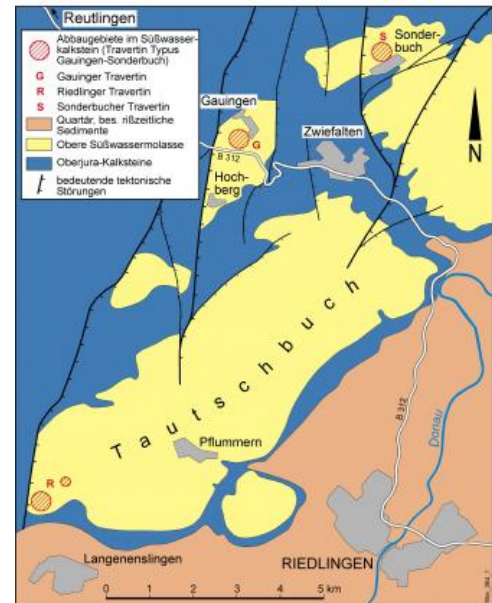 Reutlingen
Abbaugebiete im Süßwasser-
kalkstein (Travertin Typus
Gauingen-Sonderbuch)
G Gauinger Travertin
R Riedlinger Travertin
S Sonderbucher Travertin
Quartär, bes. rißzeitliche
Sedimente
Obere Süßwassermolasse
Oberjura-Kalksteine
bedeutende tektonische
Störungen
S
Sonder-
buch
Gauingen
G
B 312
Zwiefalten
N
Hoch-
berg
Tautschbuch
B 312
Donau
Pflummern
R
Langenenslingen
RIEDLINGEN
0 1 2 3 4 5 km